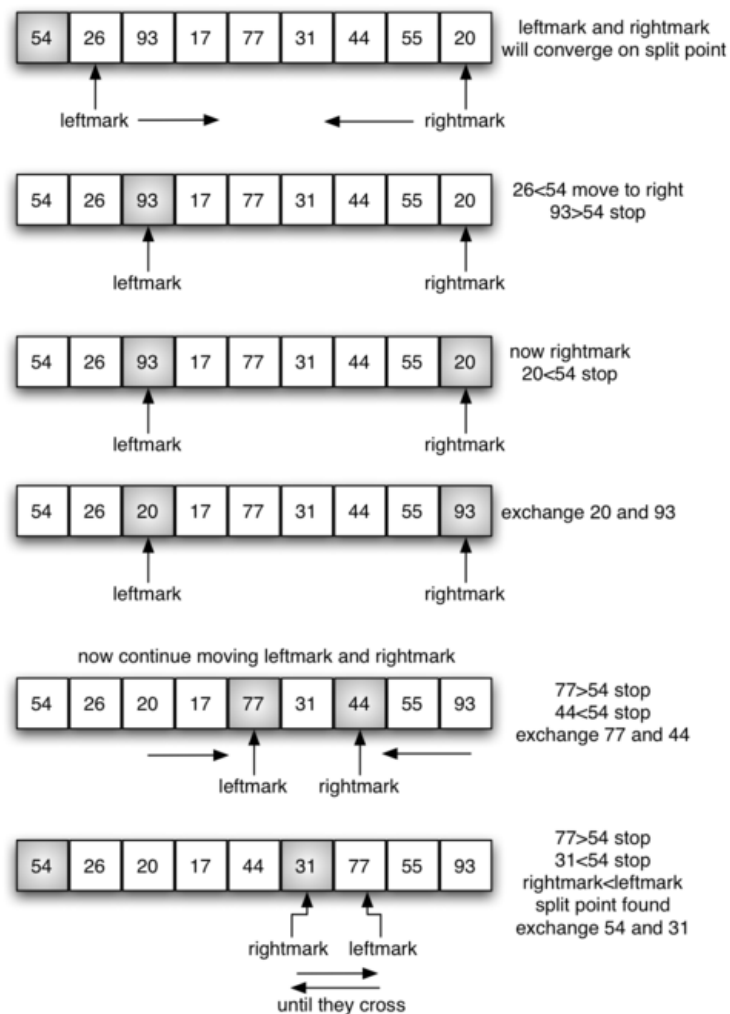 54 26 93 17 77 31 44 55 20
leftmark and rightmark
will converge on split point
leftmark rightmark
54 26 93 17 77 31 44 55 20
26<54 move to right
93>54 stop
leftmark rightmark
54 26 93 17 77 31 44 55 20
now rightmark
20<54 stop
leftmark rightmark
54 26 20 17 77 31 44 55 93
exchange 20 and 93
leftmark rightmark
now continue moving leftmark and rightmark
54 26 20 17 77 31 44 55 93
77>54 stop
44<54 stop
exchange 77 and 44
leftmark rightmark
54 26 20 17 44 31 77 55 93
77>54 stop
31<54 stop
rightmark<leftmark
split point found
exchange 54 and 31
rightmark leftmark
until they cross